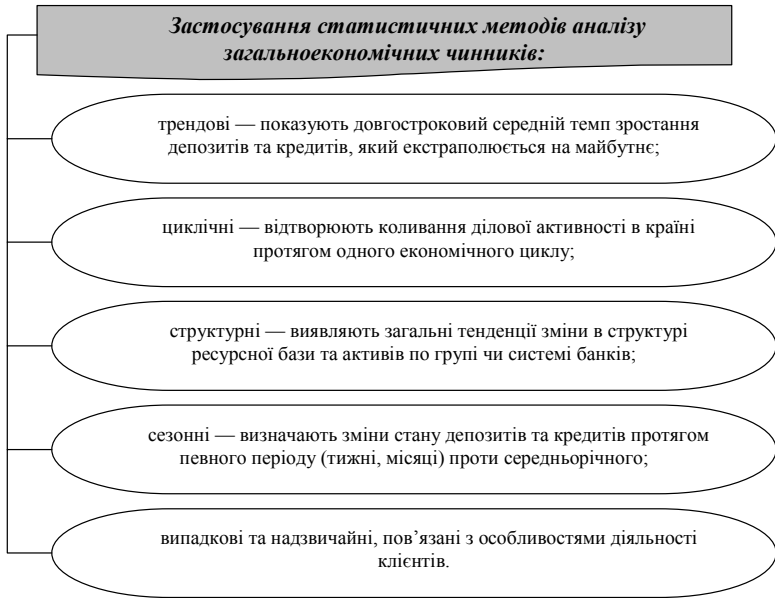 Застосування статистичних методів аналізу
загальноекономічних чинників:
трендові — показують довгостроковий середній темп зростання
депозитів та кредитів, який екстраполюється на майбутнє;
циклічні — відтворюють коливання ділової активності в країні
протягом одного економічного циклу;
структурні — виявляють загальні тенденції зміни в структурі
ресурсної бази та активів по групі чи системі банків;
сезонні — визначають зміни стану депозитів та кредитів протягом
певного періоду (тижні, місяці) проти середньорічного;
випадкові та надзвичайні, пов’язані з особливостями діяльності
клієнтів.